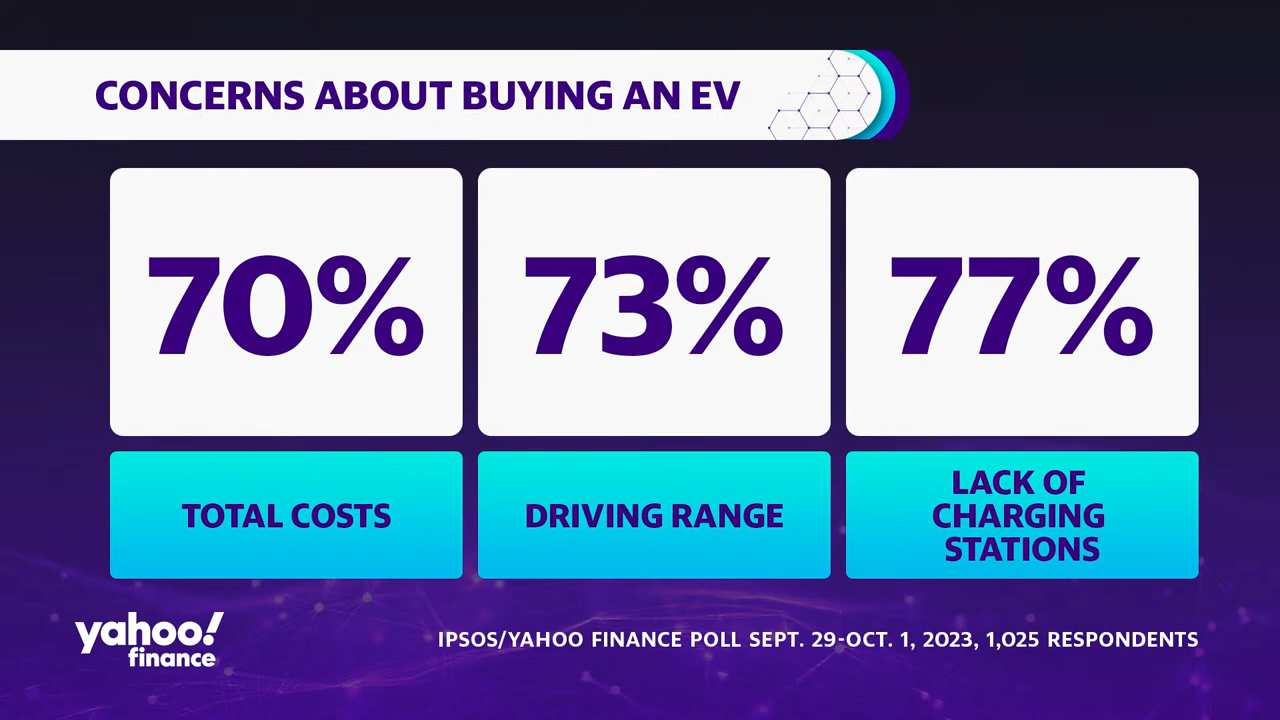 CONCERNS ABOUT BUYING AN EV
70%
73%
77%
TOTAL COSTS
DRIVING RANGE
LACK OF
CHARGING
STATIONS
yahoo!
finance
IPSOS/YAHOO FINANCE POLL SEPT. 29-OCT. 1, 2023, 1,025 RESPONDENTS